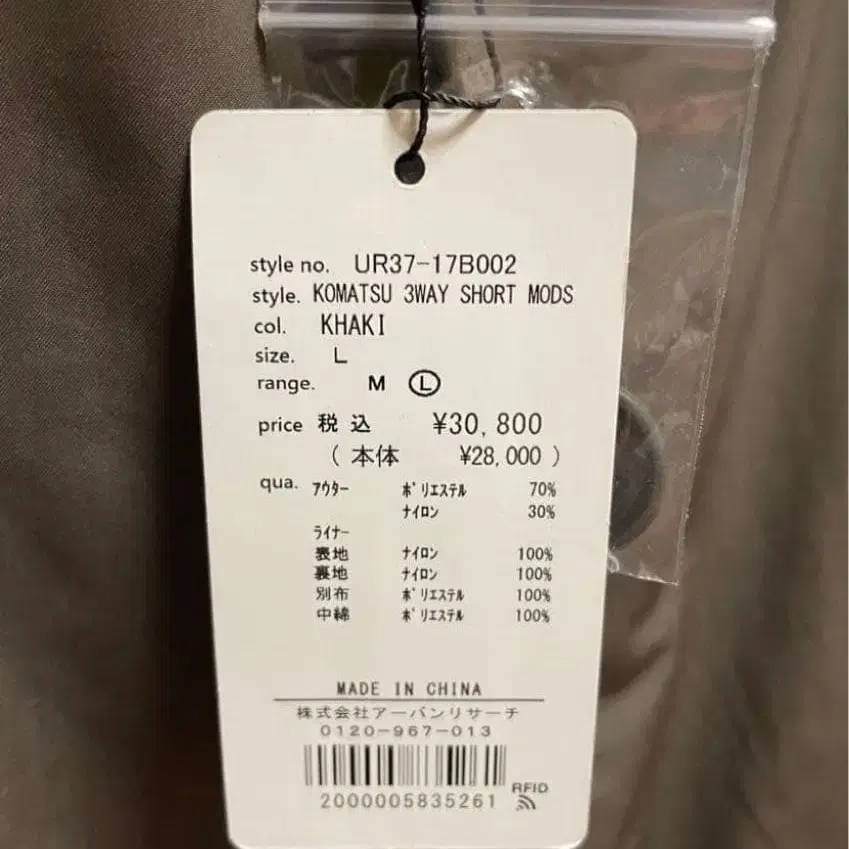 style no. UR37-17B002
style. KOMATSU 3WAY SHORT MODS
col. KHAKI
size. L
range. M Ⓛ
price 税込 ¥30,800
(本体 ¥28,000)
qua. アウター ポリエステル 70%
ナイロン 30%
ライナー
表地 ナイロン 100%
裏地 ナイロン 100%
別布 ポリエステル 100%
中綿 ポリエステル 100%
MADE IN CHINA
株式会社アーバンリサーチ
0120-967-013
2000005835261
RFID